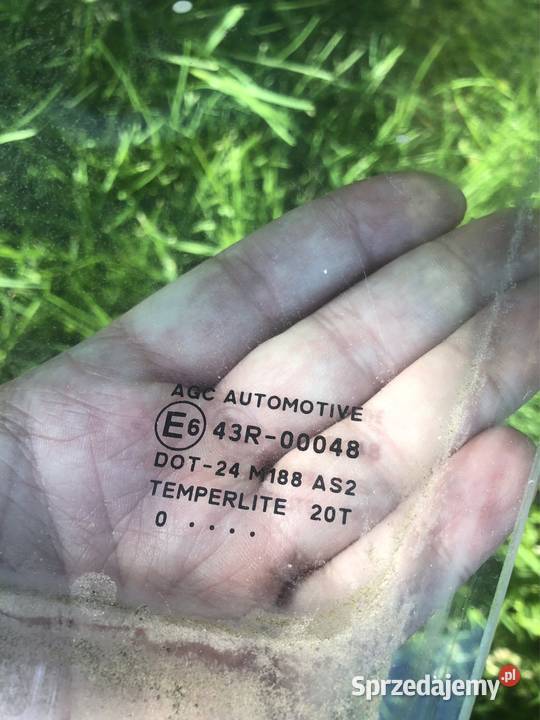 AGC AUTOMOTIVE
E6 43R-00048
DOT-24 M188 AS2
TEMPERLITE 20T
0 ....
Sprzedajemy.pl